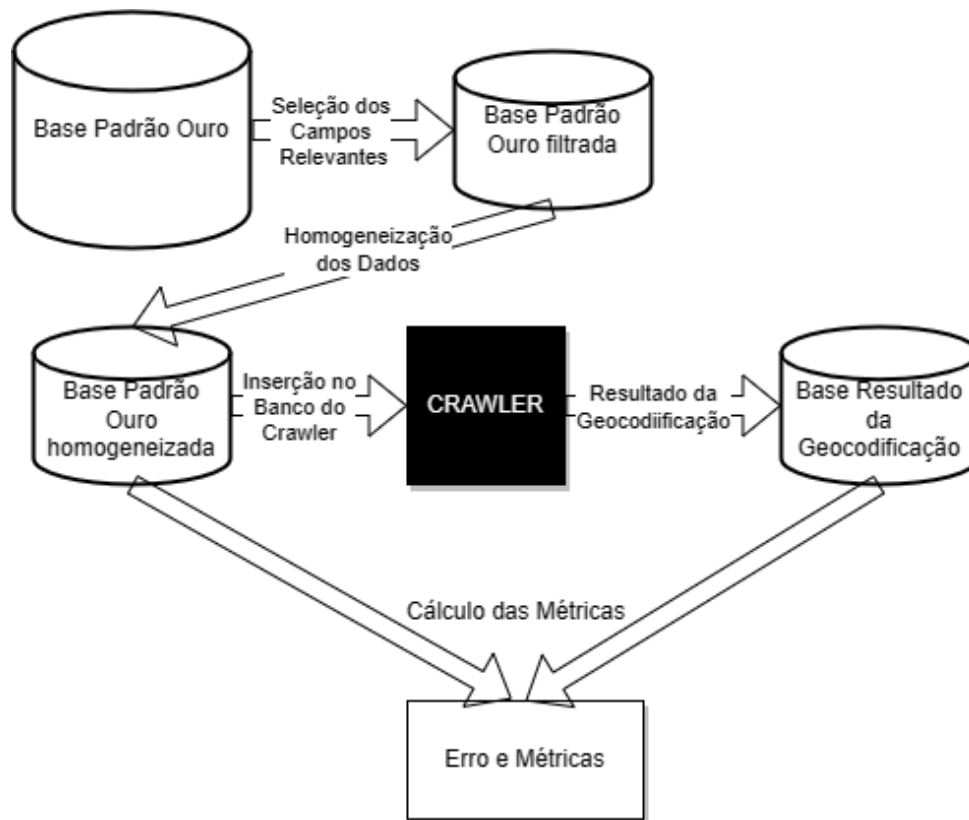 Base Padrão Ouro
Seleção dos
Campos
Relevantes
Base Padrão
Ouro filtrada
Homogeneização
dos Dados
Base Padrão
Ouro
homogeneizada
Inserção no
Banco do
Crawler
CRAWLER
Resultado da
Geocodiificação
Base Resultado
da
Geocodificação
Cálculo das Métricas
Erro e Métricas